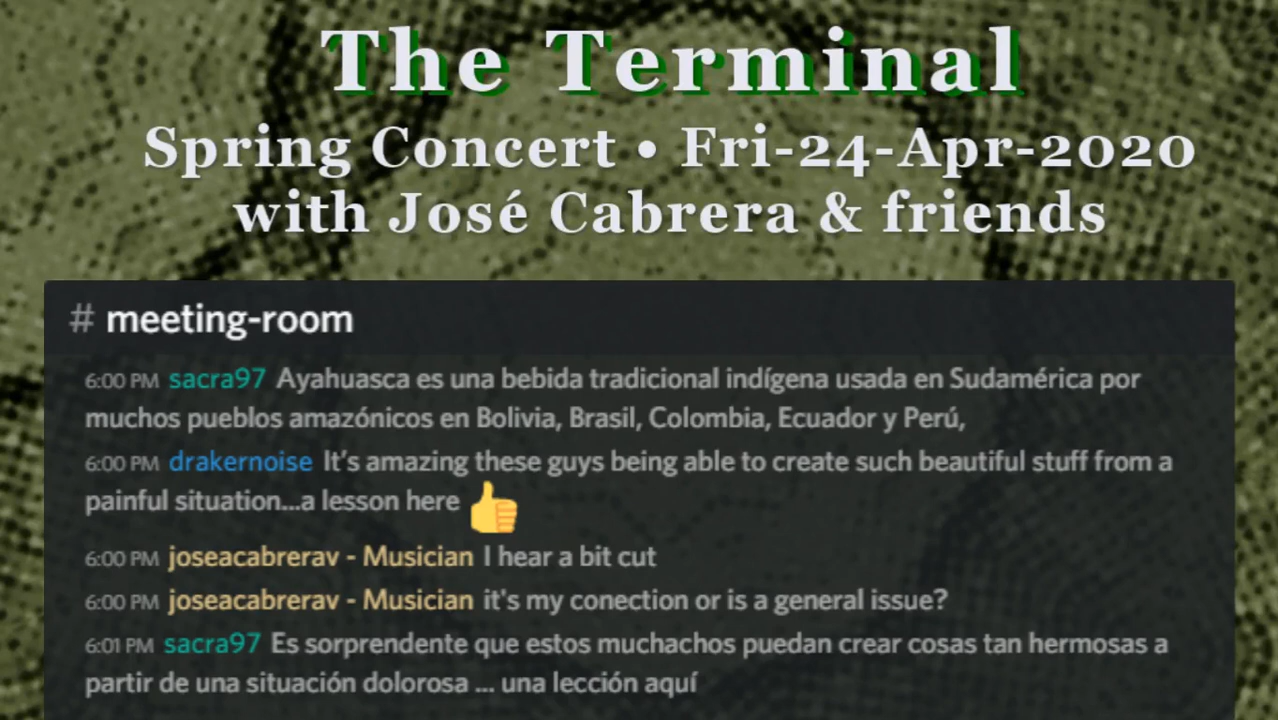 The Terminal
Spring Concert • Fri-24-Apr-2020
with José Cabrera & friends
# meeting-room
6:00 PM sacra97 Ayahuasca es una bebida tradicional indígena usada en Sudamérica por
muchos pueblos amazónicos en Bolivia, Brasil, Colombia, Ecuador y Perú,
6:00 PM drakernoise It's amazing these guys being able to create such beautiful stuff from a
painful situation...a lesson here 👍
6:00 PM joseacabrerav - Musician I hear a bit cut
6:00 PM joseacabrerav - Musician it's my conection or is a general issue?
6:01 PM sacra97 Es sorprendente que estos muchachos puedan crear cosas tan hermosas a
partir de una situación dolorosa ... una lección aquí